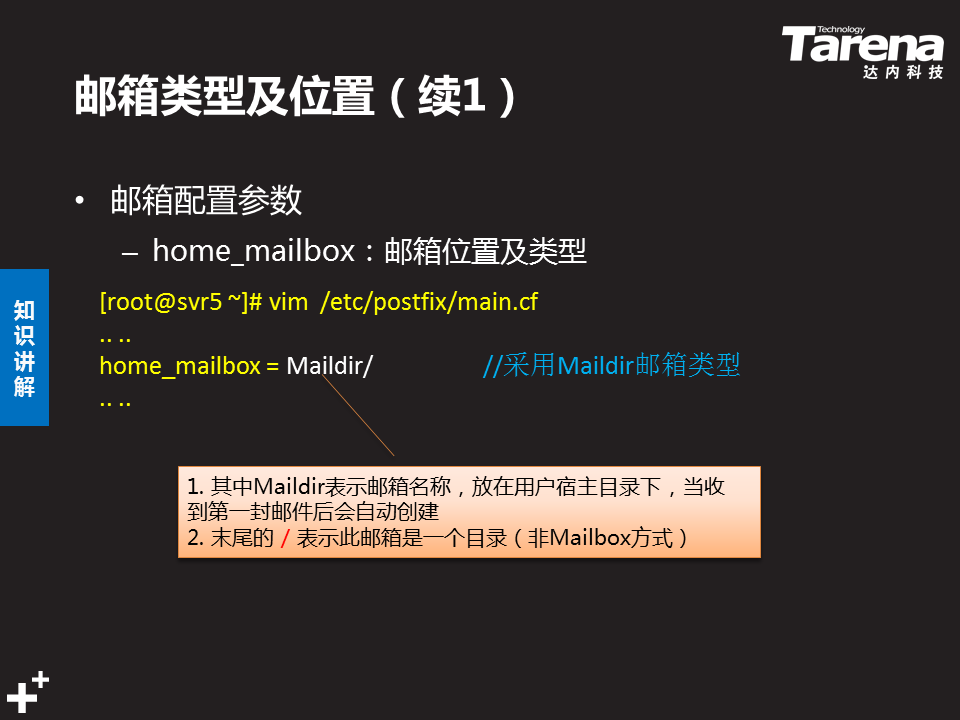 Technology
Tarena
达内科技
邮箱类型及位置（续1）
• 邮箱配置参数
– home_mailbox：邮箱位置及类型
知识讲解
[root@svr5 ~]# vim /etc/postfix/main.cf
.. ..
home_mailbox = Maildir/ //采用Maildir邮箱类型
.. ..
1. 其中Maildir表示邮箱名称，放在用户宿主目录下，当收
到第一封邮件后会自动创建
2. 末尾的 / 表示此邮箱是一个目录（非Mailbox方式）